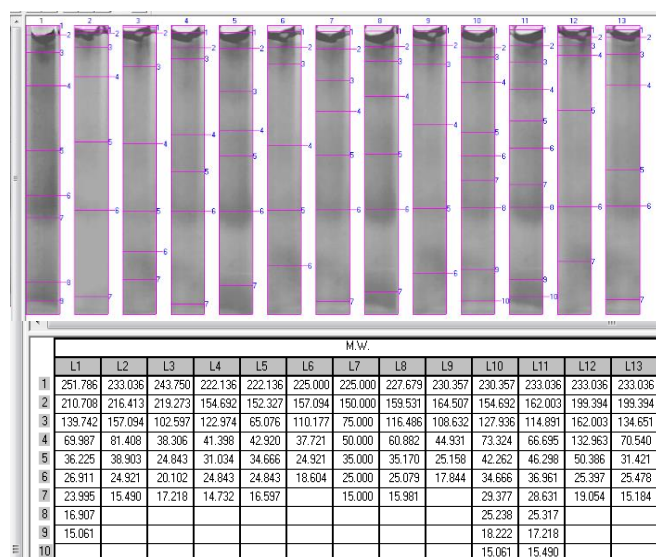 1 2 3 4 5 6 7 8 9 10 11 12 13
M.W.
L1 L2 L3 L4 L5 L6 L7 L8 L9 L10 L11 L12 L13
1 251.786 233.036 243.750 222.136 222.136 225.000 225.000 227.679 230.357 230.357 233.036 233.036 233.036
2 210.708 216.413 219.273 154.692 152.327 157.094 150.000 159.531 164.507 154.692 162.003 199.394 199.394
3 139.742 157.094 102.597 122.974 65.076 110.177 75.000 116.486 108.632 127.936 114.891 162.003 134.651
4 69.987 81.408 38.306 41.398 42.920 37.721 50.000 60.882 44.931 73.324 66.695 132.963 70.540
5 36.225 38.903 24.843 31.034 34.666 24.921 35.000 35.170 25.158 42.262 46.298 50.386 31.421
6 26.911 24.921 20.102 24.843 24.843 18.604 25.000 25.079 17.844 34.666 36.961 25.397 25.478
7 23.995 15.490 17.218 14.732 16.597 15.000 15.981 29.377 28.631 19.054 15.184
8 16.907 25.238 25.317
9 15.061 18.222 17.218
10 15.061 15.490